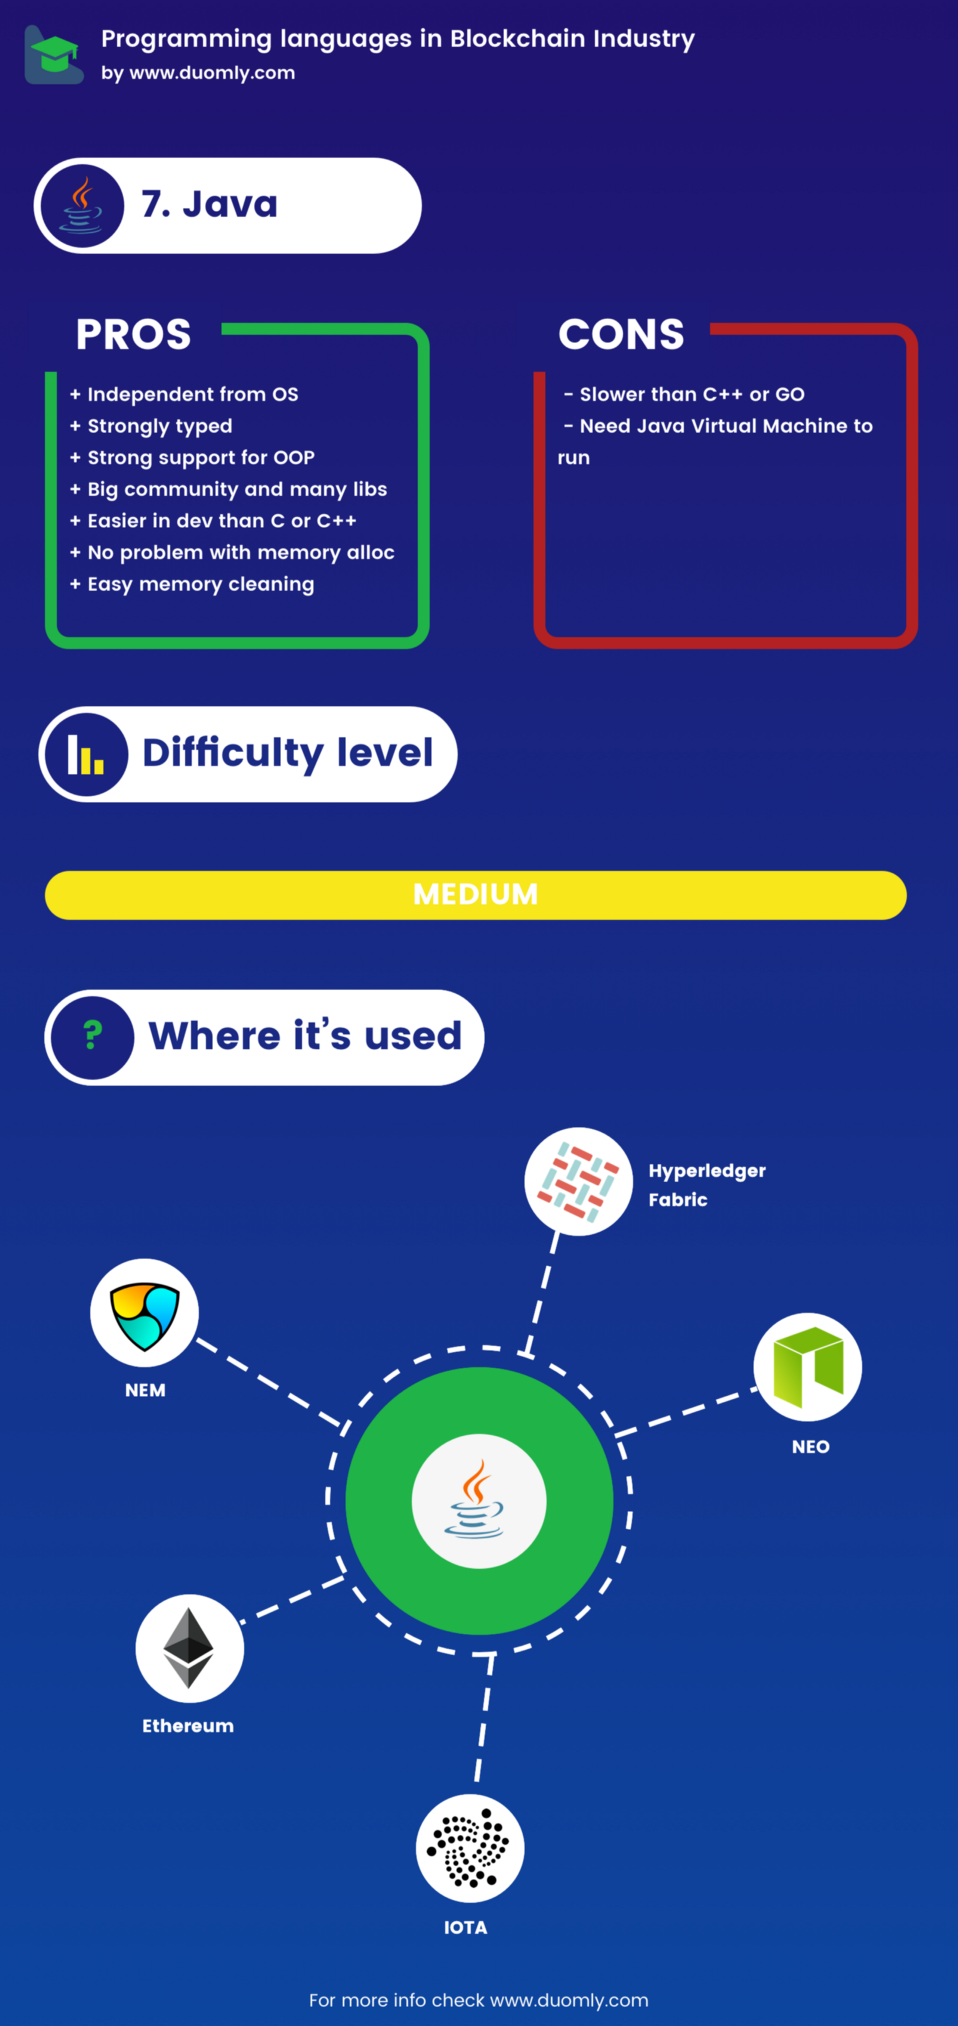 Programming languages in Blockchain Industry
by www.duomly.com
7. Java
PROS
+ Independent from OS
+ Strongly typed
+ Strong support for OOP
+ Big community and many libs
+ Easier in dev than C or C++
+ No problem with memory alloc
+ Easy memory cleaning
CONS
- Slower than C++ or GO
- Need Java Virtual Machine to
run
Difficulty level
MEDIUM
? Where it's used
Hyperledger
Fabric
NEM
NEO
Ethereum
IOTA
For more info check www.duomly.com